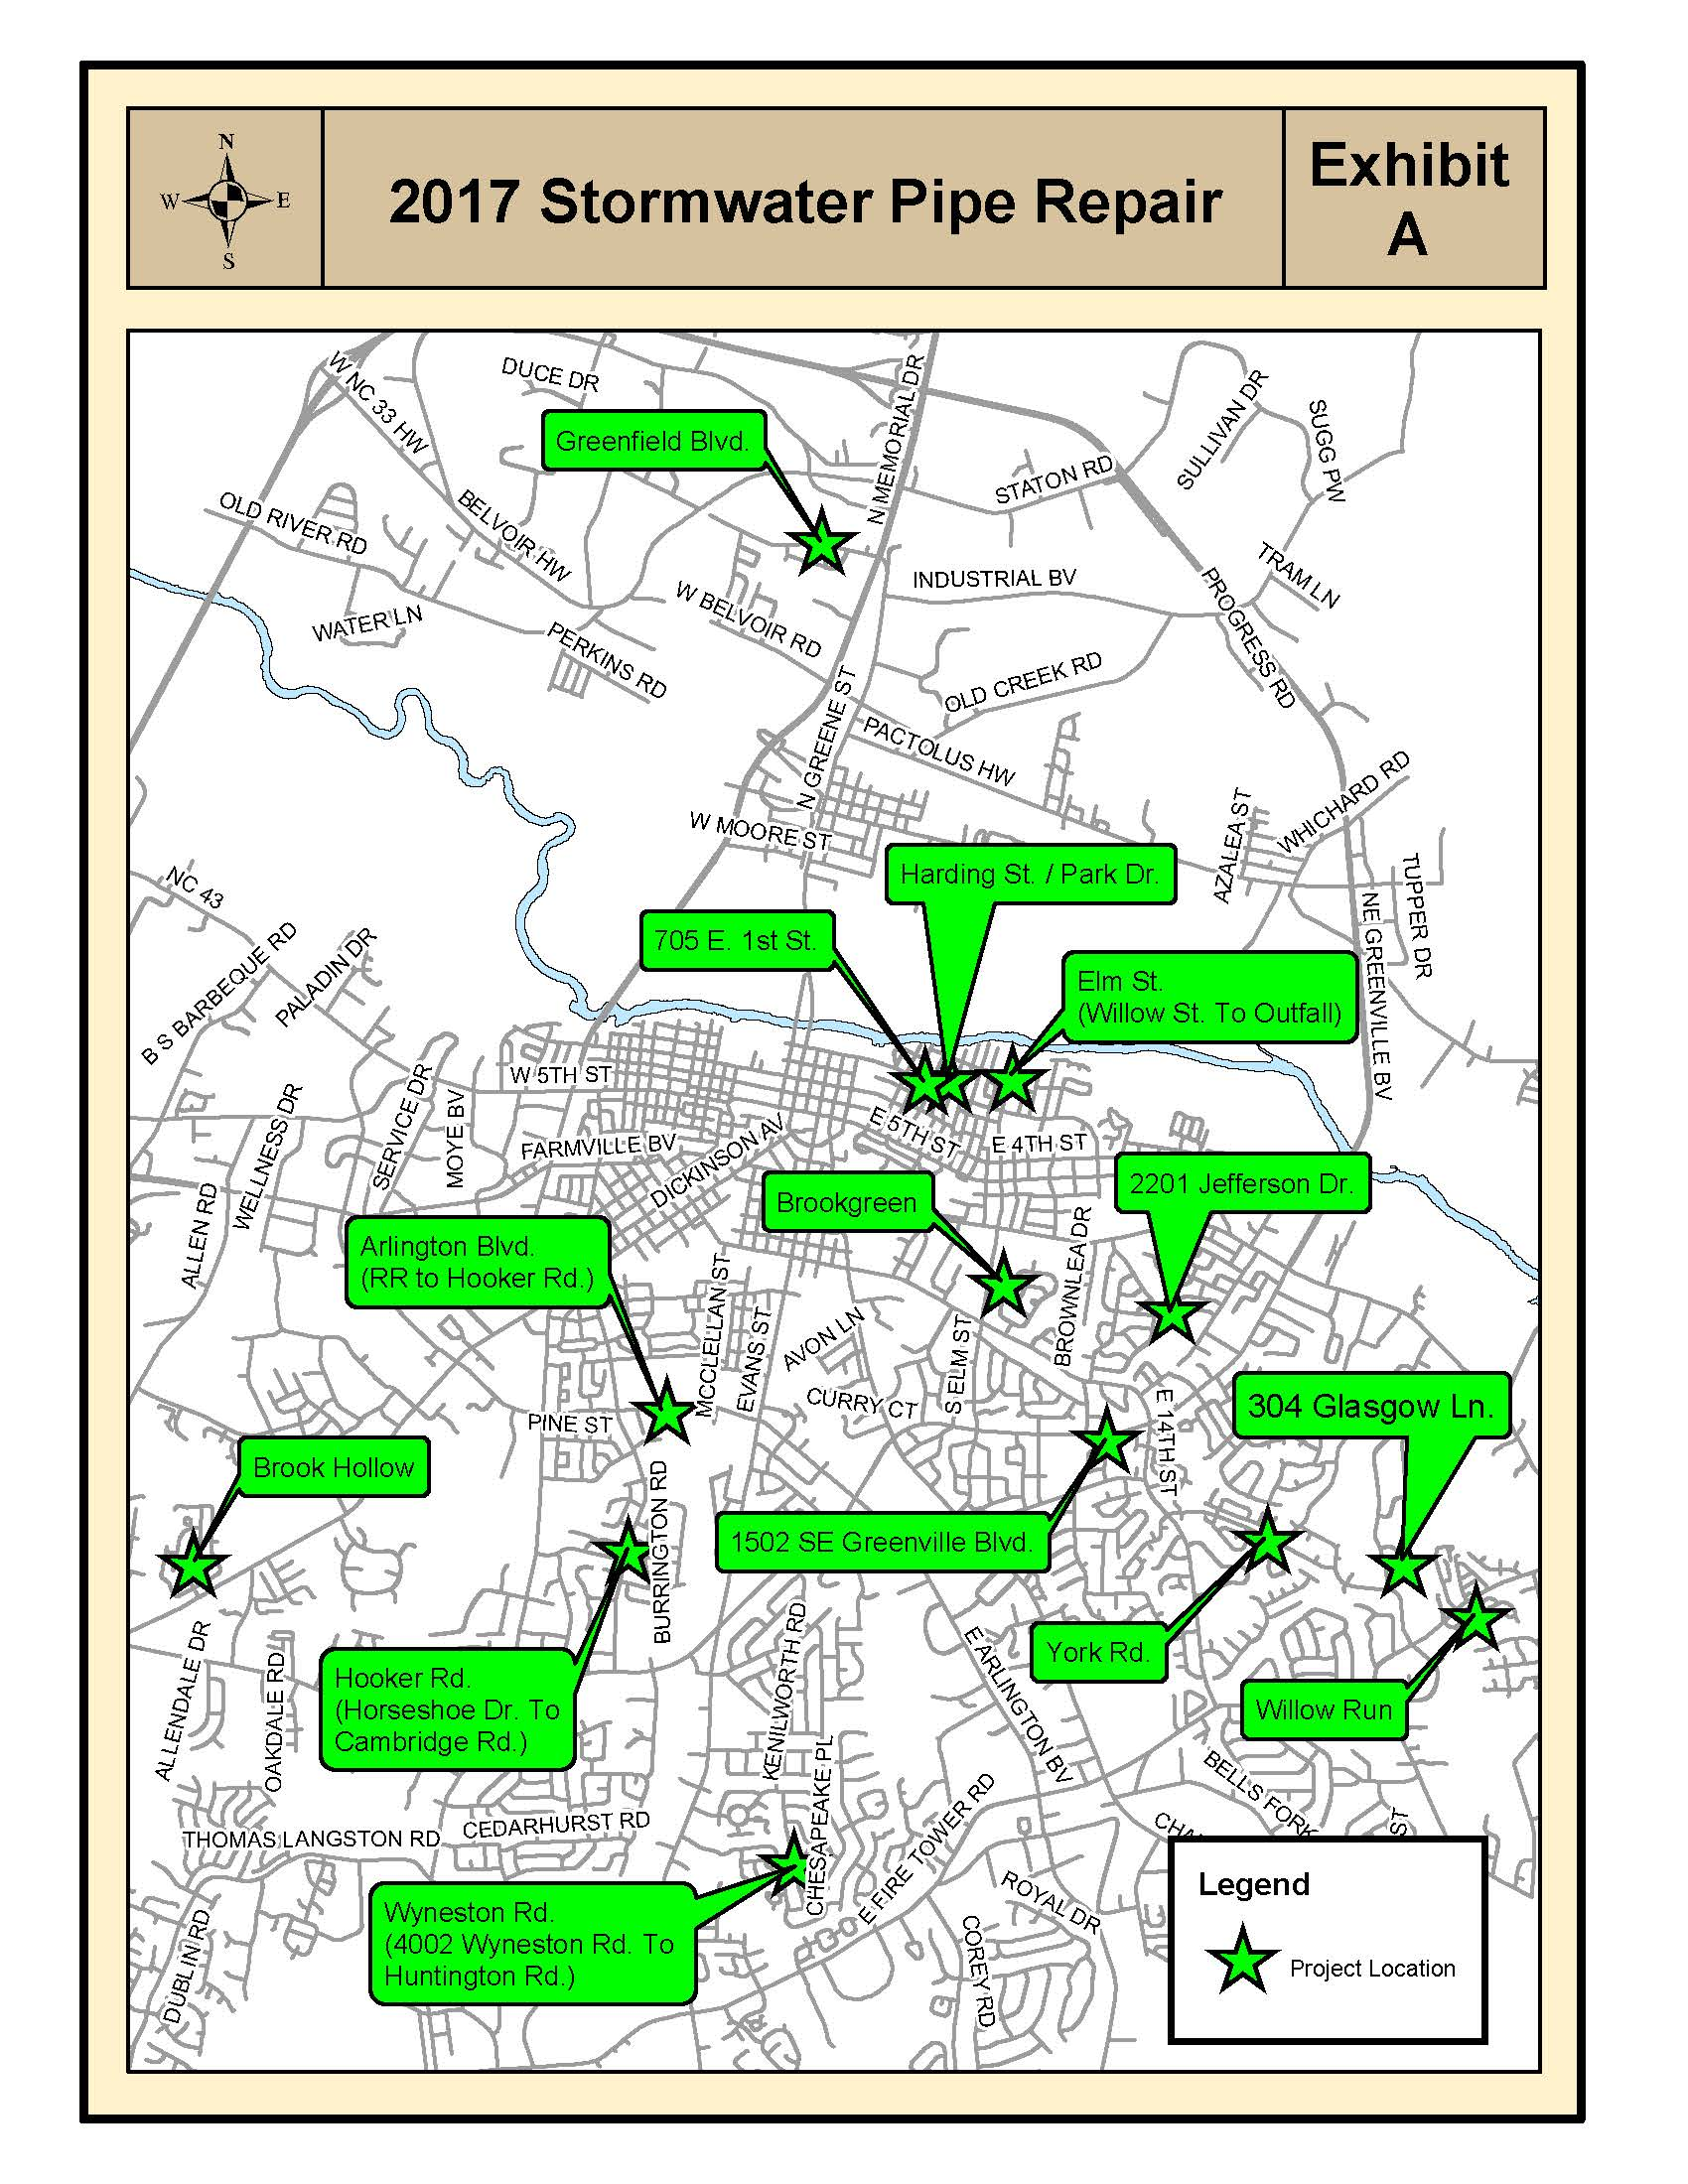 N
W E
S
2017 Stormwater Pipe Repair
Exhibit
A
W NC 33 HW
DUCE DR
N MEMORIAL DR
SULLIVAN DR
SUGG PW
Greenfield Blvd.
STATON RD
OLD RIVER RD
BELVOIR HW
TRAM LN
INDUSTRIAL BV
PROGRESS RD
WATER LN
W BELVOIR RD
PERKINS RD
OLD CREEK RD
N GREENE ST
PACTOLUS HW
WHICHARD RD
AZALEA ST
W MOORE ST
TUPPER DR
NC 43
Harding St. / Park Dr.
NE GREENVILLE BV
705 E. 1st St.
B S BARBEQUE RD
PALADIN DR
Elm St.
(Willow St. To Outfall)
W 5TH ST
SERVICE DR
MOYE BV
WELLNESS DR
E 5TH ST
E 4TH ST
FARMVILLE BV
DICKINSON AV
ALLEN RD
2201 Jefferson Dr.
Brookgreen
BROWNLEA DR
Arlington Blvd.
(RR to Hooker Rd.)
MCCLELLAN ST
EVANS ST
AVON LN
S ELM ST
CURRY CT
E 14TH ST
304 Glasgow Ln.
PINE ST
Brook Hollow
BURRINGTON RD
1502 SE Greenville Blvd.
York Rd.
Willow Run
ALLENDALE DR
OAKDALE RD
Hooker Rd.
(Horseshoe Dr. To
Cambridge Rd.)
KENILWORTH RD
CHESAPEAKE PL
E ARLINGTON BV
BELLS FORK
E FIRE TOWER RD
THOMAS LANGSTON RD
CEDARHURST RD
CHA
ST
DUBLIN RD
Wyneston Rd.
(4002 Wyneston Rd. To
Huntington Rd.)
ROYAL DR
COREY RD
Legend
Project Location